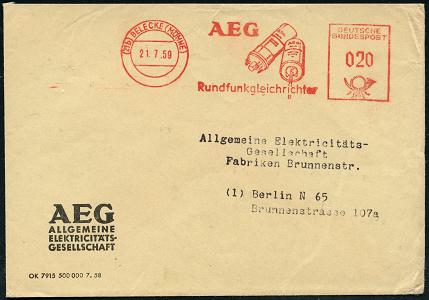 (21b) BELECKE (MÖHNE)
21. 7. 59
AEG
Rundfunkgleichrichter
DEUTSCHE
BUNDESPOST
020
Allgemeine Elektricitäts-
Gesellschaft
Fabriken Brunnenstr.
(1) Berlin N 65
Brunnenstrasse 107a
AEG
ALLGEMEINE
ELEKTRICITÄTS-
GESELLSCHAFT
OK 7915 500 000 7. 58